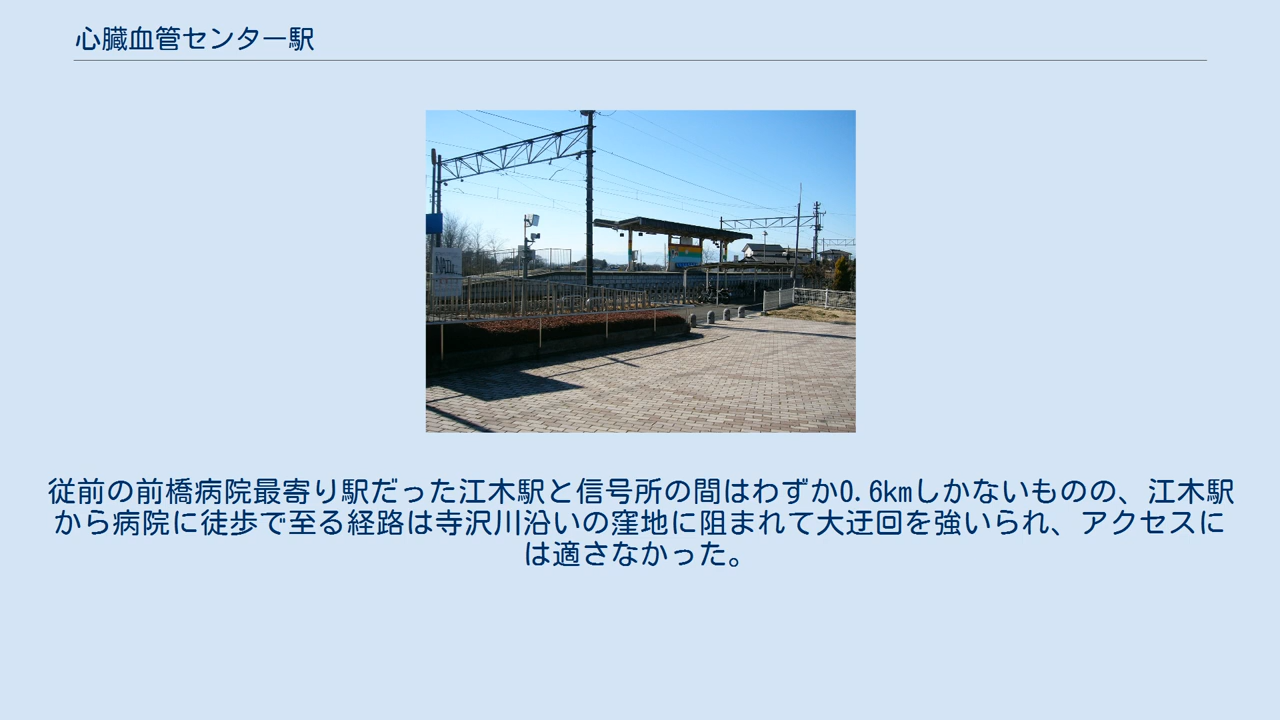 心臓血管センター駅
従前の前橋病院最寄り駅だった江木駅と信号所の間はわずか0.6kmしかないものの、江木駅
から病院に徒歩で至る経路は寺沢川沿いの窪地に阻まれて大迂回を強いられ、アクセスに
は適さなかった。